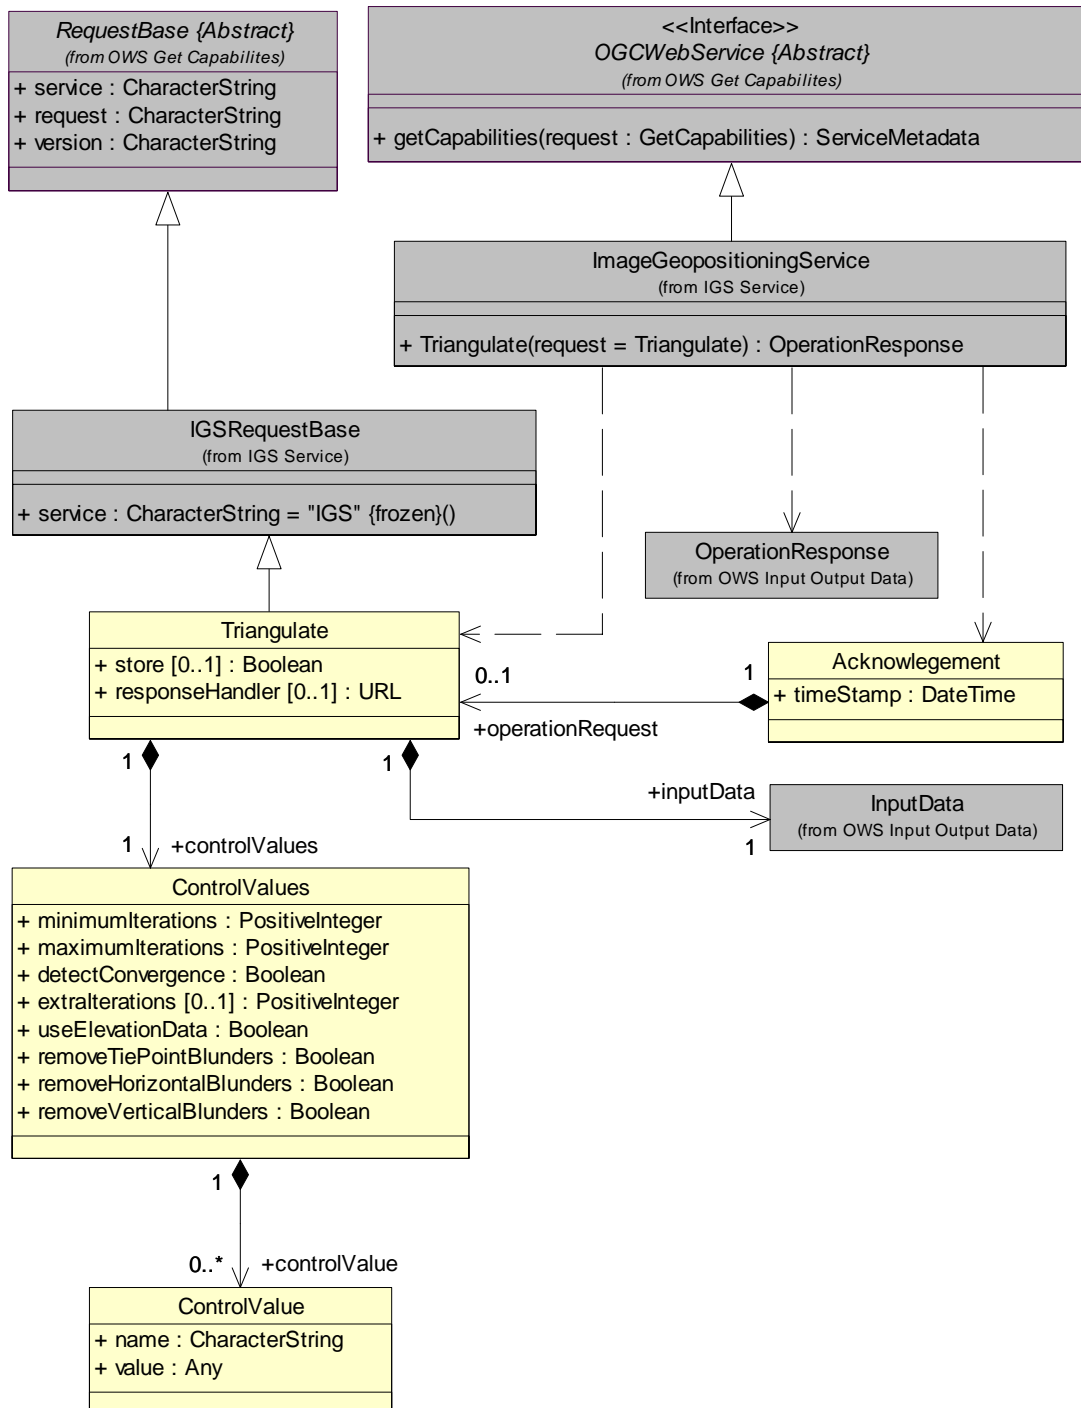 RequestBase {Abstract}
(from OWS Get Capabilites)
+ service : CharacterString
+ request : CharacterString
+ version : CharacterString
<<Interface>>
OGCWebService {Abstract}
(from OWS Get Capabilites)
+ getCapabilities(request : GetCapabilities) : ServiceMetadata
ImageGeopositioningService
(from IGS Service)
+ Triangulate(request = Triangulate) : OperationResponse
IGSRequestBase
(from IGS Service)
+ service : CharacterString = "IGS" {frozen}()
OperationResponse
(from OWS Input Output Data)
Triangulate
+ store [0..1] : Boolean
+ responseHandler [0..1] : URL
0..1
1
+operationRequest
Acknowlegement
+ timeStamp : DateTime
1
1
+inputData
1
InputData
(from OWS Input Output Data)
1
+controlValues
ControlValues
+ minimumIterations : PositiveInteger
+ maximumIterations : PositiveInteger
+ detectConvergence : Boolean
+ extraIterations [0..1] : PositiveInteger
+ useElevationData : Boolean
+ removeTiePointBlunders : Boolean
+ removeHorizontalBlunders : Boolean
+ removeVerticalBlunders : Boolean
1
0..*
+controlValue
ControlValue
+ name : CharacterString
+ value : Any